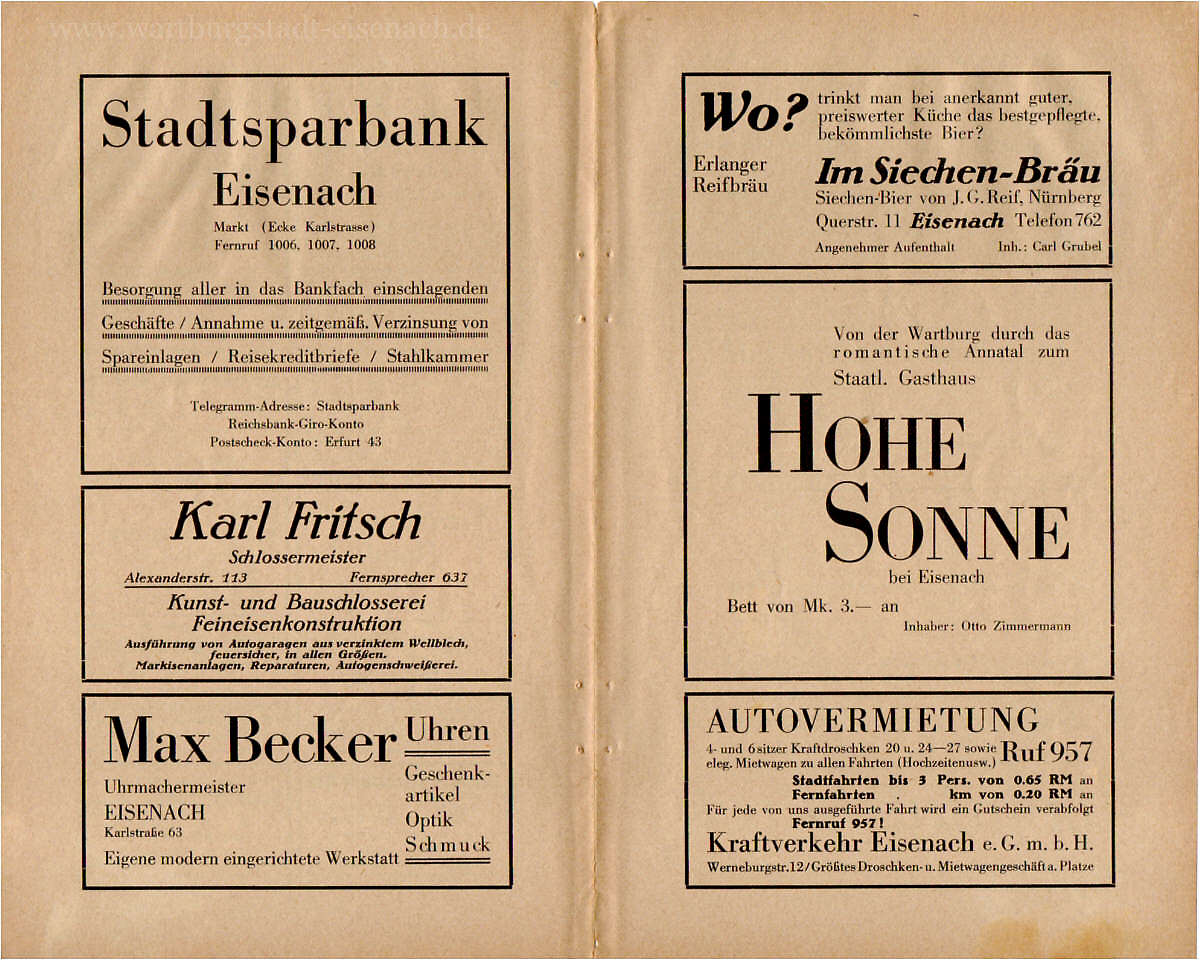 www.wartburgstadt-eisenach.de
Stadtsparbank
Eisenach
Markt (Ecke Karlstrasse)
Fernruf 1006, 1007, 1008
Besorgung aller in das Bankfach einschlagenden
Geschäfte / Annahme u. zeitgemäß. Verzinsung von
Spareinlagen / Reisekreditbriefe / Stahlkammer
Telegramm-Adresse: Stadtsparbank
Reichsbank-Giro-Konto
Postscheck-Konto: Erfurt 43
Karl Fritsch
Schlossermeister
Alexanderstr. 113 Fernsprecher 637
Kunst- und Bauschlosserei
Feineisenkonstruktion
Ausführung von Autogaragen aus verzinktem Wellblech,
feuersicher, in allen Größen.
Markisenanlagen, Reparaturen, Autogenschweißerei.
Max Becker
Uhrmachermeister
EISENACH
Karlstraße 63
Eigene modern eingerichtete Werkstatt
Uhren
Geschenk-
artikel
Optik
Schmuck
Wo?
trinkt man bei anerkannt guter,
preiswerter Küche das bestgepflegte,
bekömmlichste Bier?
Erlanger
Reifbräu
Im Siechen-Bräu
Siechen-Bier von J. G. Reif, Nürnberg
Querstr. 11 Eisenach Telefon 762
Angenehmer Aufenthalt Inh.: Carl Grubel
Von der Wartburg durch das
romantische Annatal zum
Staatl. Gasthaus
HOHE
SONNE
bei Eisenach
Bett von Mk. 3.— an
Inhaber: Otto Zimmermann
AUTOVERMIETUNG
4- und 6sitzer Kraftdroschken 20 u. 24—27 sowie
eleg. Mietwagen zu allen Fahrten (Hochzeiten usw.)
Ruf 957
Stadtfahrten bis 3 Pers. von 0.65 RM an
Fernfahrten . km von 0.20 RM an
Für jede von uns ausgeführte Fahrt wird ein Gutschein verabfolgt
Fernruf 957!
Kraftverkehr Eisenach e. G. m. b. H.
Werneburgstr. 12 / Größtes Droschken- u. Mietwagengeschäft a. Platze